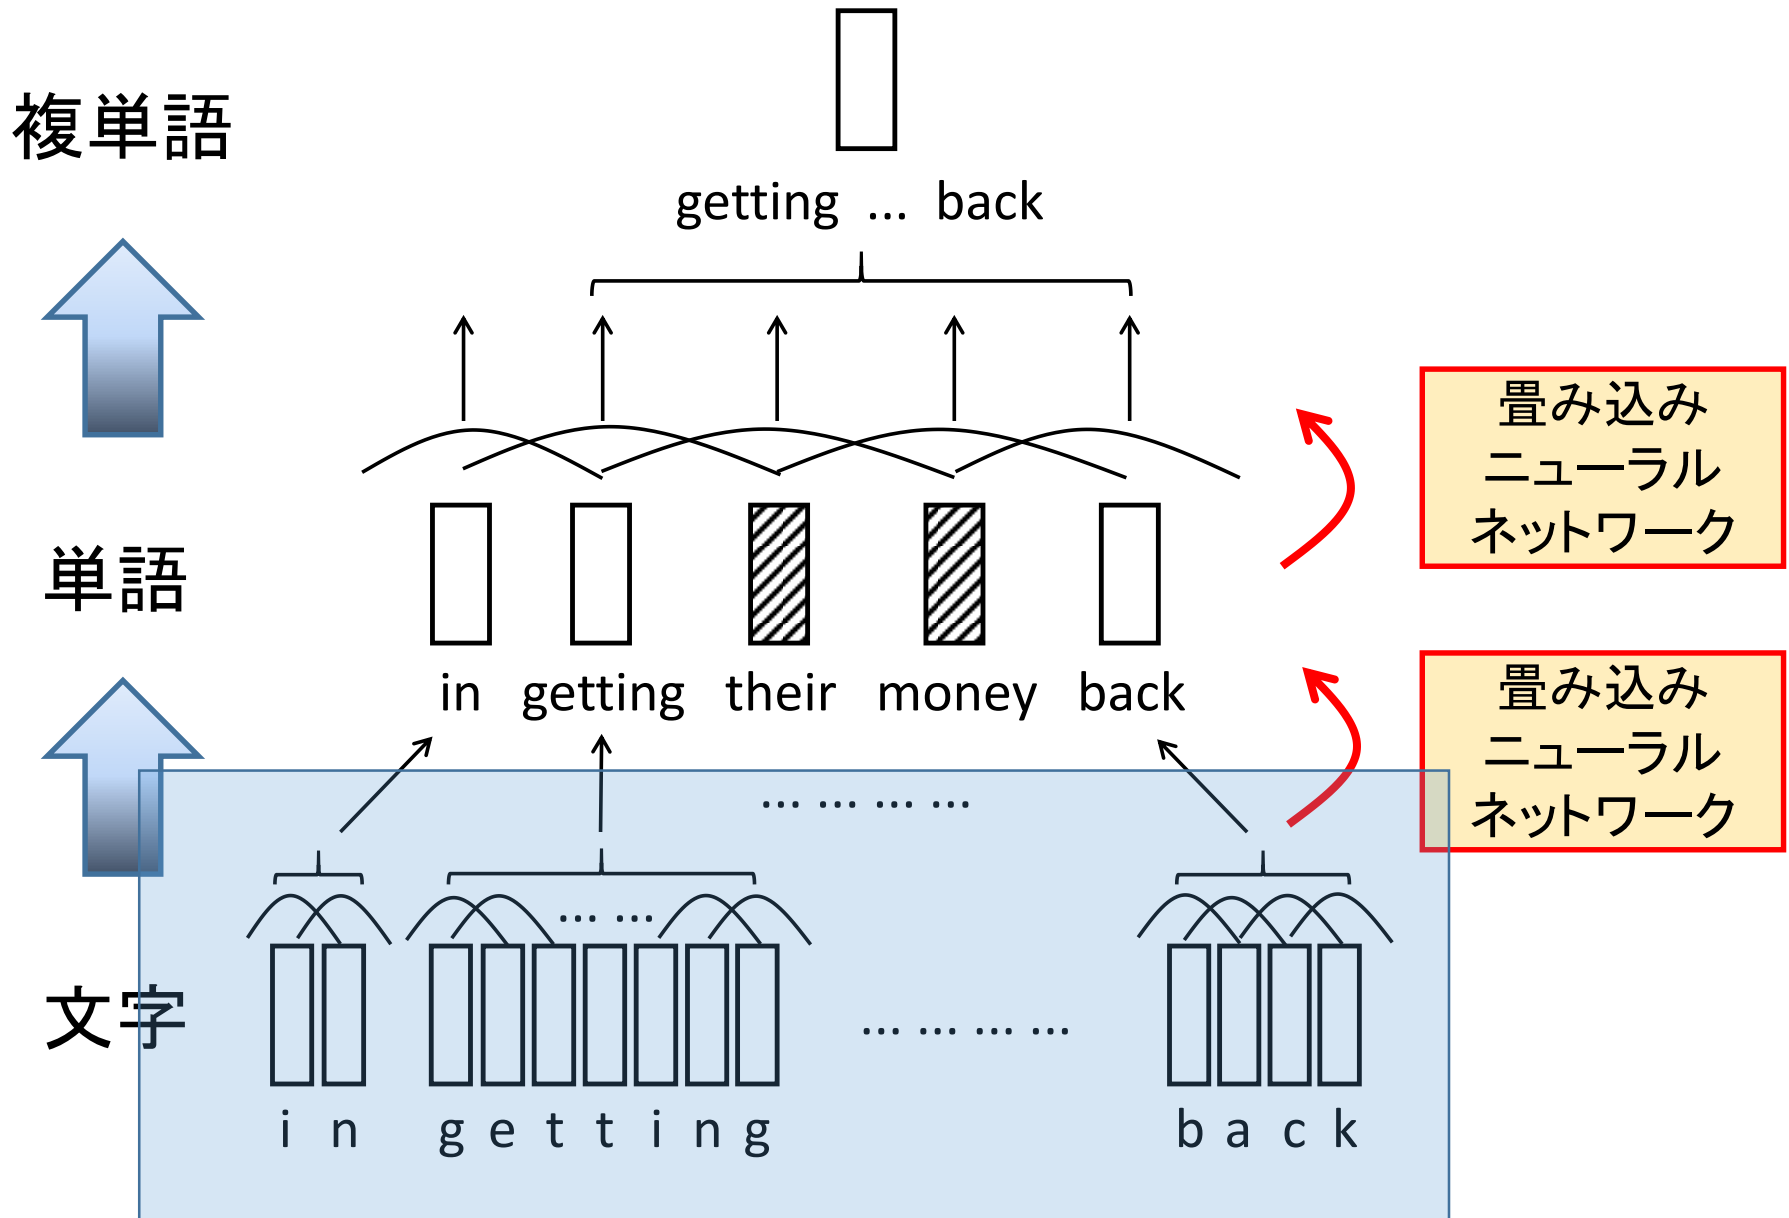 複単語
getting ... back
畳み込み
ニューラル
ネットワーク
単語
in getting their money back
畳み込み
ニューラル
ネットワーク
... ... ... ...
... ...
文字
... ... ... ...
i n g e t t i n g b a c k